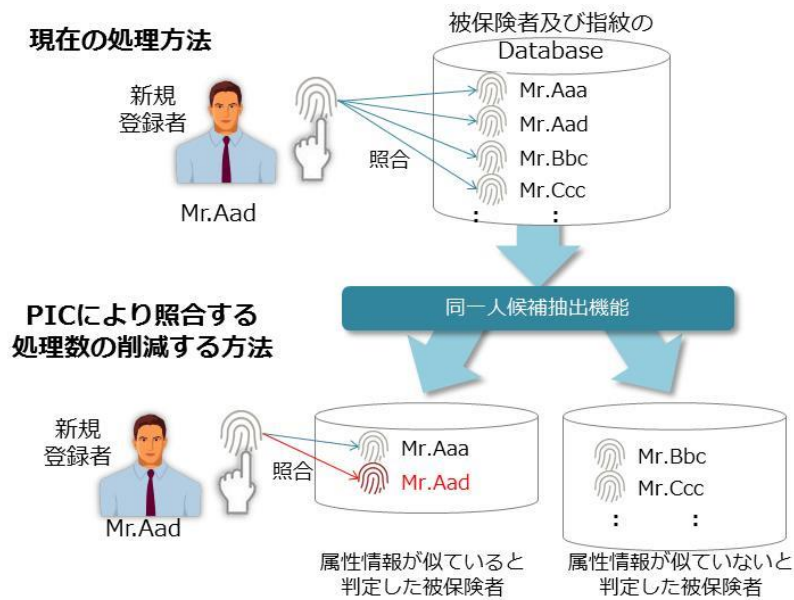 現在の処理方法
被保険者及び指紋の
Database
新規
登録者
Mr.Aad
照合
Mr.Aaa
Mr.Aad
Mr.Bbc
Mr.Ccc
: :
同一人候補抽出機能
PICにより照合する
処理数の削減する方法
新規
登録者
Mr.Aad
照合
Mr.Aaa
Mr.Aad
Mr.Bbc
Mr.Ccc
: :
属性情報が似ていると
判定した被保険者
属性情報が似ていないと
判定した被保険者